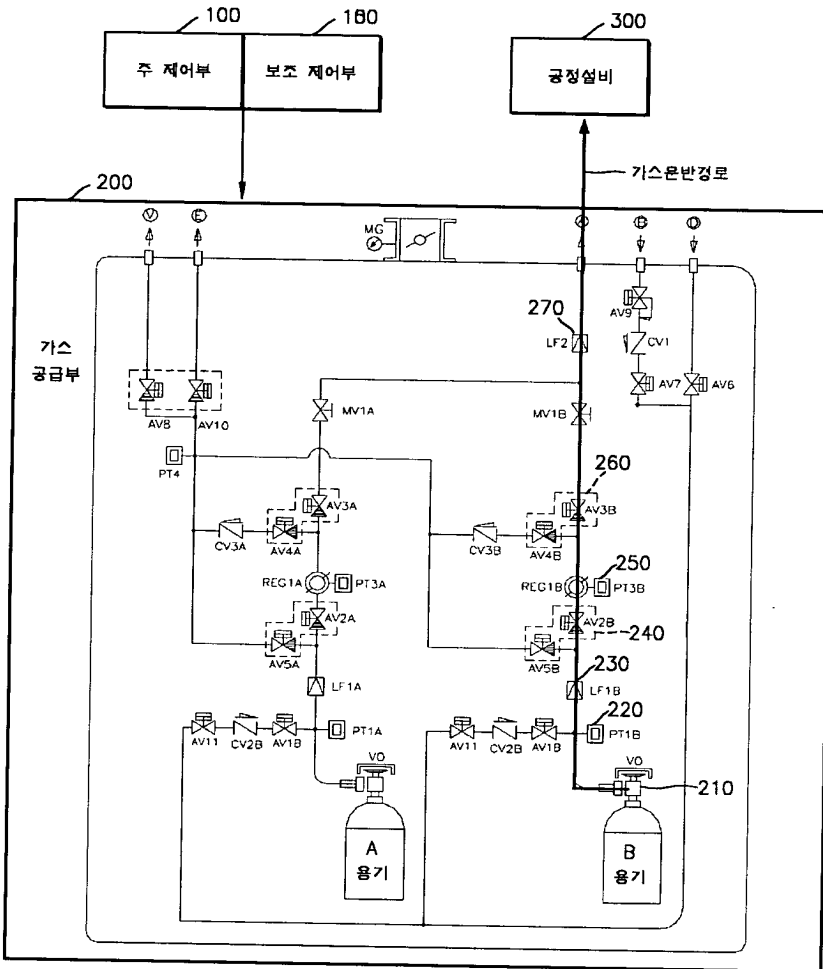 100
180
300
주 제어부
보조 제어부
공정설비
가스운반경로
200
V
E
MG
A
B
D
AV9
270
LF2
CV1
가스
공급부
AV7
AV6
MV1A
MV1B
AV8
AV10
PT4
260
AV3A
AV3B
CV3A
AV4A
CV3B
AV4B
250
REG1A
PT3A
REG1B
PT3B
AV2A
AV2B
240
AV5A
AV5B
230
LF1A
LF1B
220
AV11
CV2B
AV1B
PT1A
AV11
CV2B
AV1B
PT1B
VO
VO
210
A
용기
B
용기